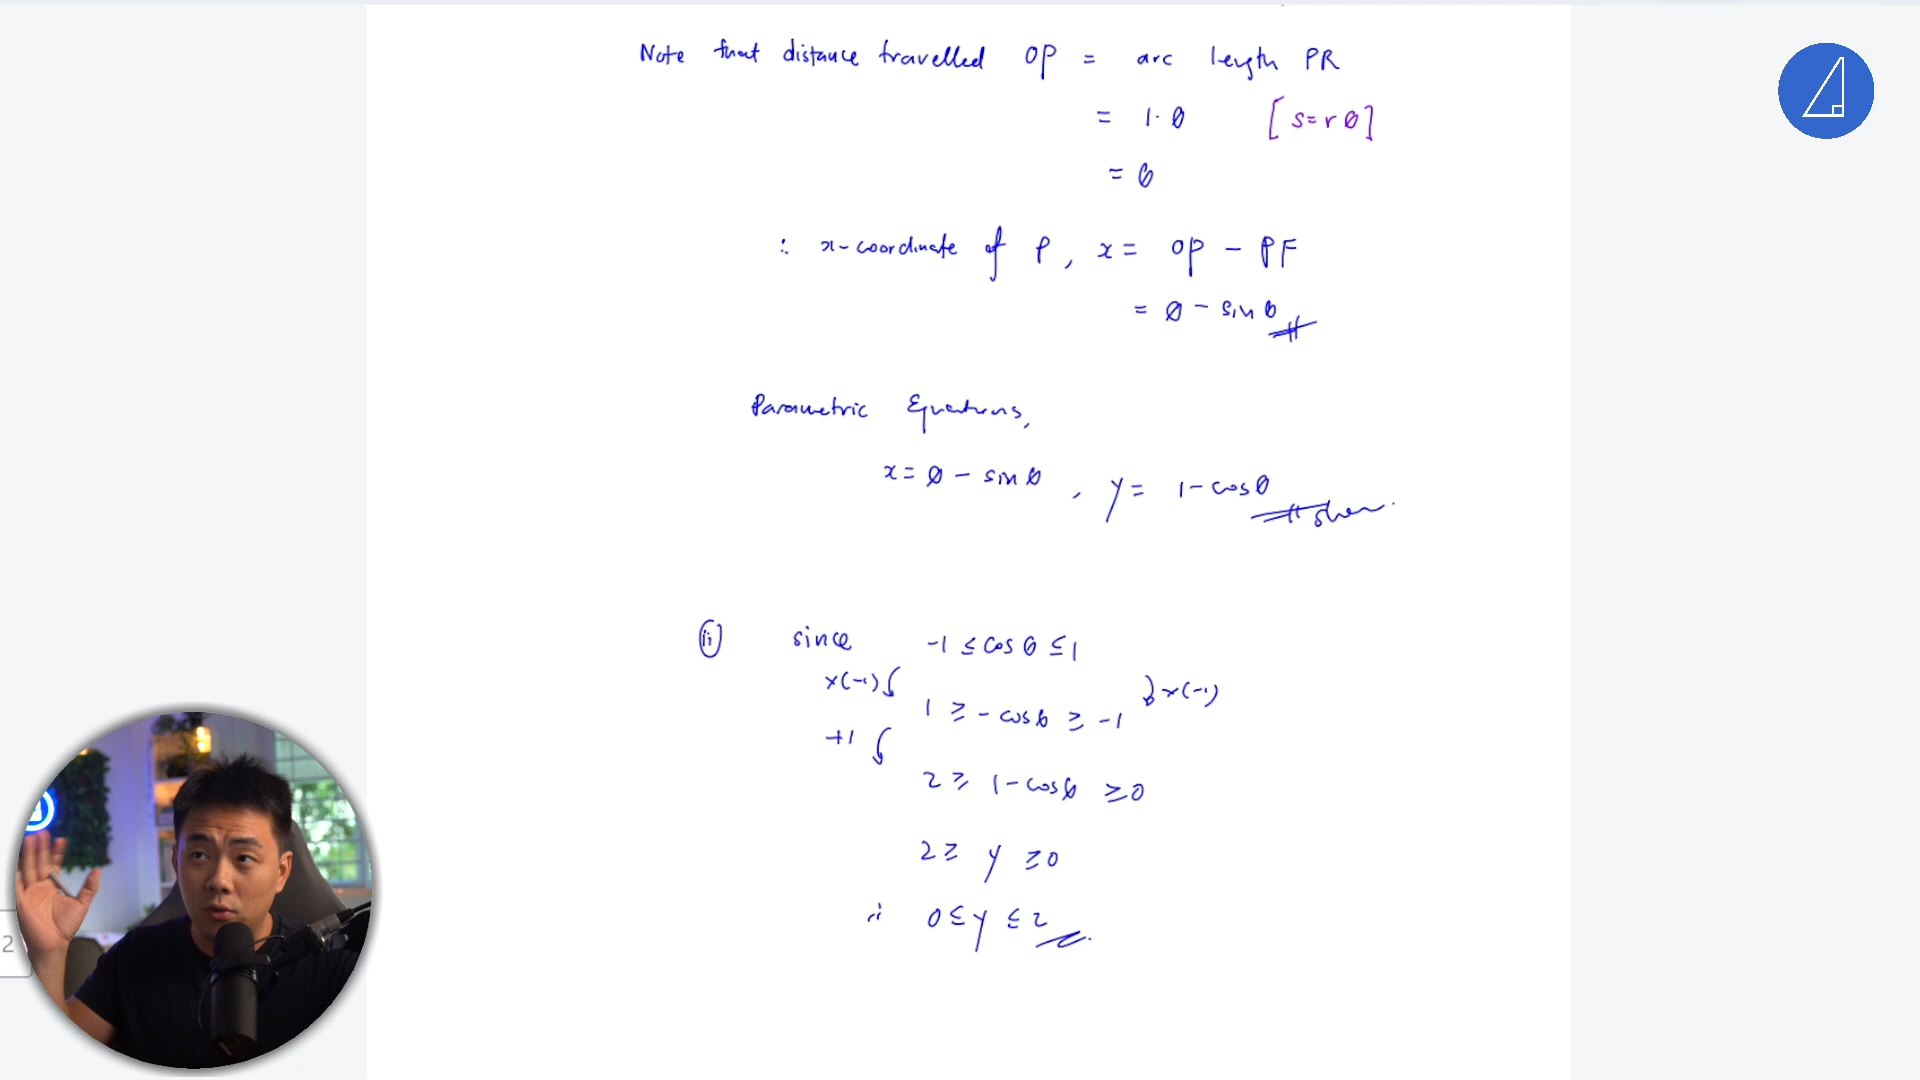 Note that distance travelled OP = arc length PR
= 1·θ [s=rθ]
= θ
∴ x-coordinate of P, x = OP - PF
= θ - sin θ
Parametric Equations,
x = θ - sin θ, y = 1 - cos θ
shown.
(ii) since -1 ≤ cos θ ≤ 1
x(-1) x(-1)
1 ≥ - cos θ ≥ -1
+1
2 ≥ 1 - cos θ ≥ 0
2 ≥ y ≥ 0
∴ 0 ≤ y ≤ 2
2